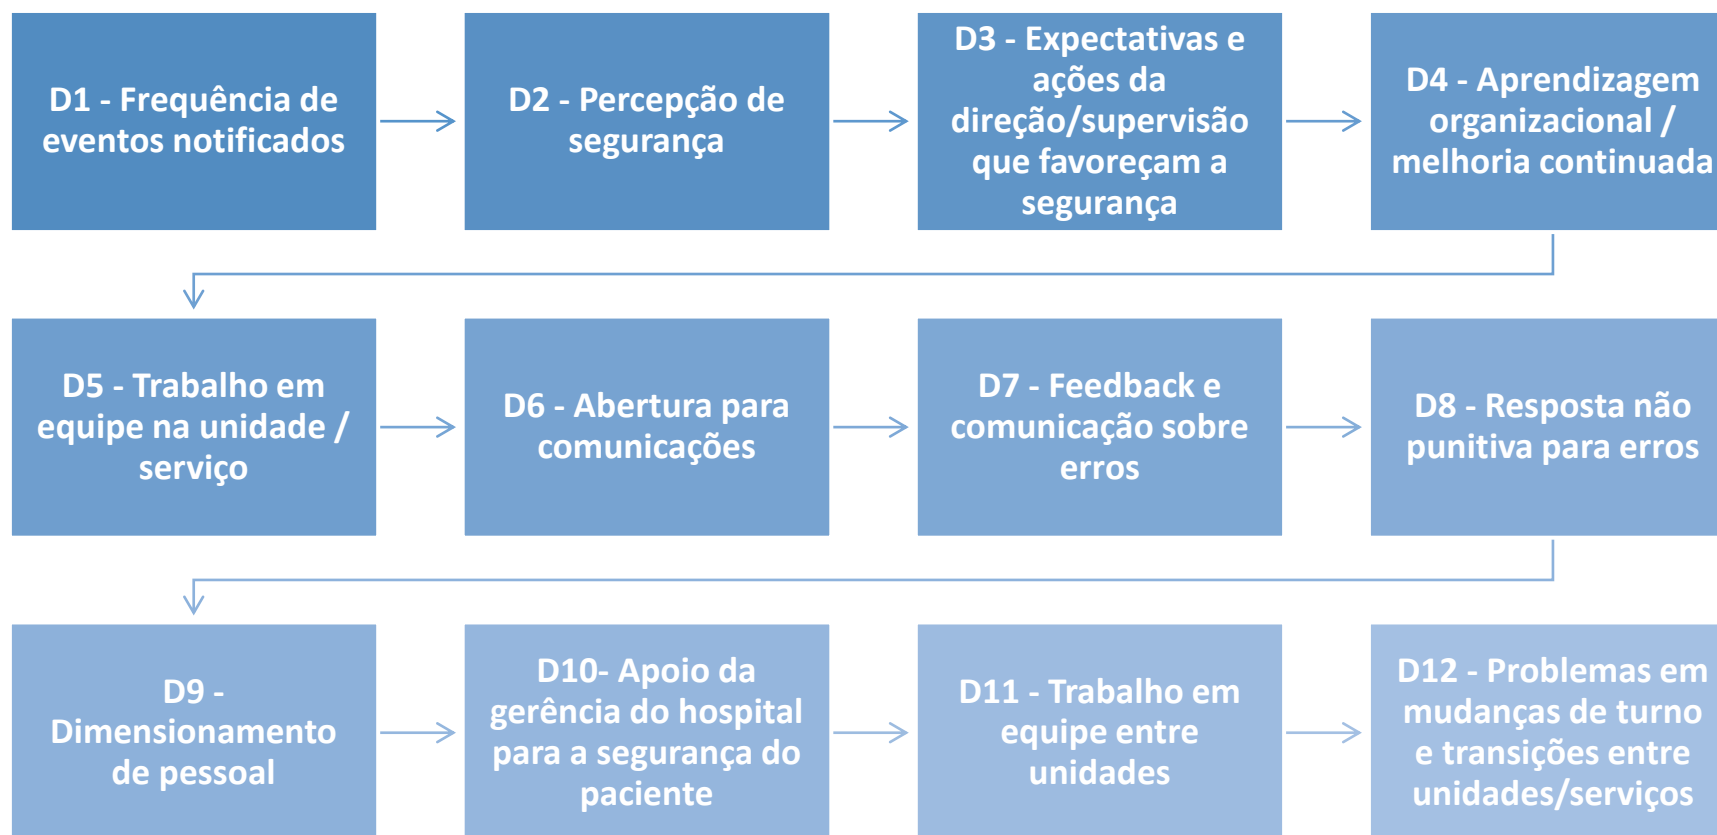 D1 - Frequência de
eventos notificados
D2 - Percepção de
segurança
D3 - Expectativas e
ações da
direção/supervisão
que favoreçam a
segurança
D4 - Aprendizagem
organizacional /
melhoria continuada
D5 - Trabalho em
equipe na unidade /
serviço
D6 - Abertura para
comunicações
D7 - Feedback e
comunicação sobre
erros
D8 - Resposta não
punitiva para erros
D9 -
Dimensionamento
de pessoal
D10- Apoio da
gerência do hospital
para a segurança do
paciente
D11 - Trabalho em
equipe entre
unidades
D12 - Problemas em
mudanças de turno
e transições entre
unidades/serviços